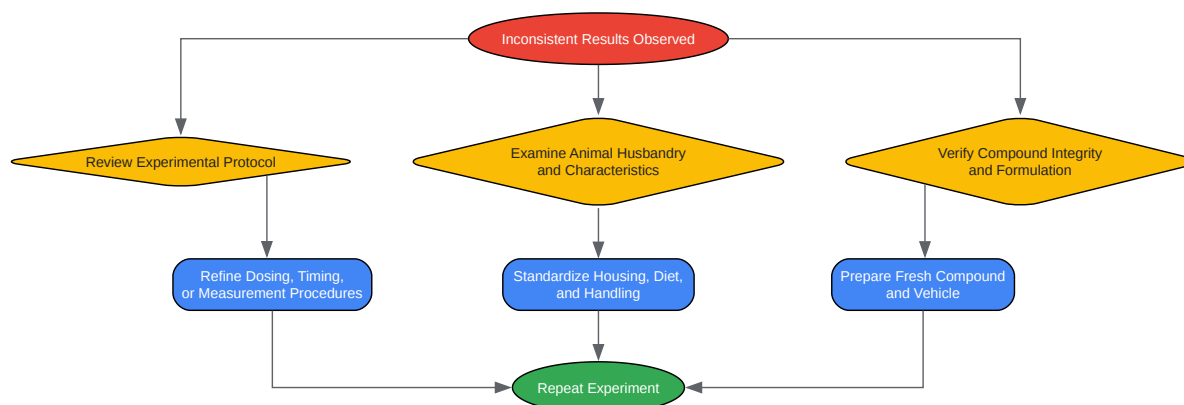 Inconsistent Results Observed
Review Experimental Protocol
Examine Animal Husbandry
and Characteristics
Verify Compound Integrity
and Formulation
Refine Dosing, Timing,
or Measurement Procedures
Standardize Housing, Diet,
and Handling
Prepare Fresh Compound
and Vehicle
Repeat Experiment